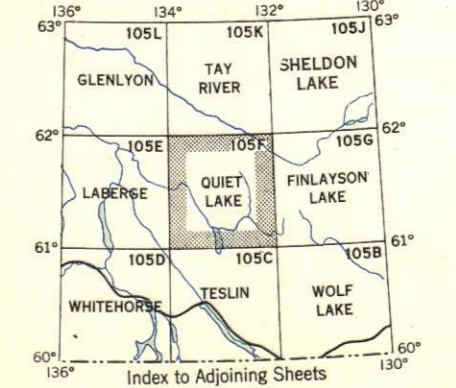 136° 134° 132° 130°
63° 105L 105K 105J 63°
GLENLYON TAY RIVER SHELDON LAKE
62° 105E 105F 105G 62°
LABERGE QUIET LAKE FINLAYSON LAKE
61° 105D 105C 105B 61°
WHITEHORSE TESLIN WOLF LAKE
60° 60°
136° 130°
Index to Adjoining Sheets